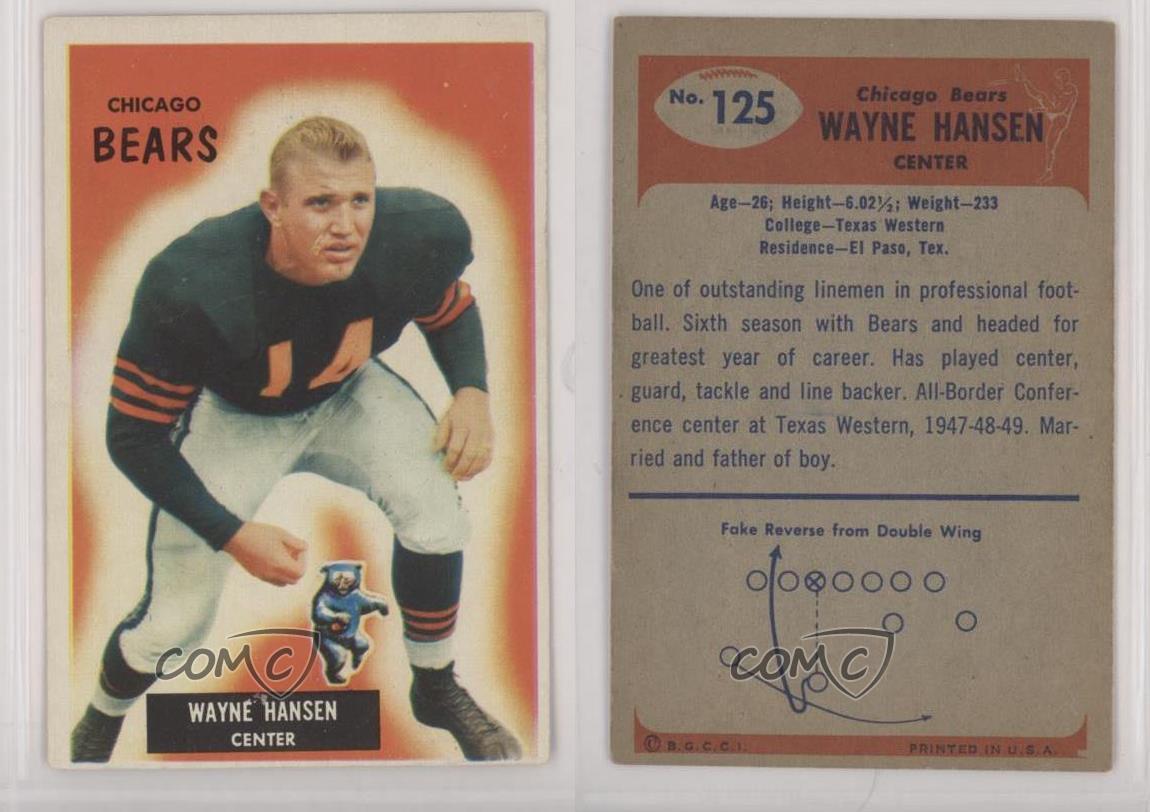 CHICAGO
BEARS
14
WAYNE HANSEN
CENTER
COMC
No. 125
Chicago Bears
WAYNE HANSEN
CENTER
Age—26; Height—6.02½; Weight—233
College—Texas Western
Residence—El Paso, Tex.
One of outstanding linemen in professional foot-
ball. Sixth season with Bears and headed for
greatest year of career. Has played center,
guard, tackle and line backer. All-Border Confer-
ence center at Texas Western, 1947-48-49. Mar-
ried and father of boy.
Fake Reverse from Double Wing
COMC
© B.G.C.C.I.
PRINTED IN U.S.A.